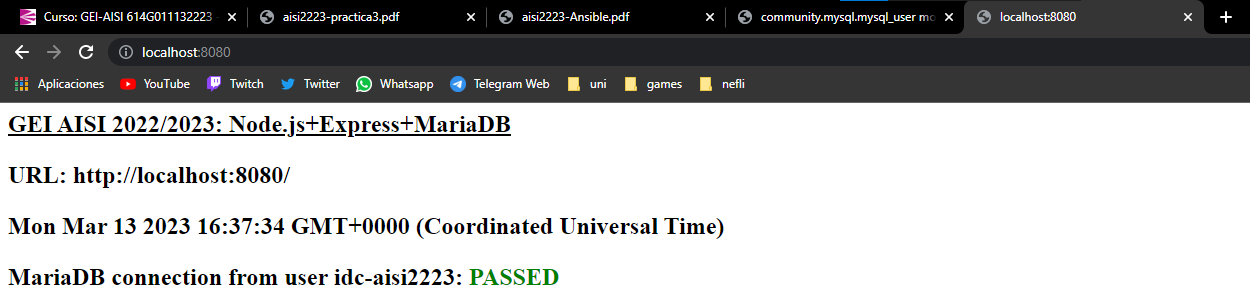 Curso: GEI-AISI 614G011132223
aisi2223-practica3.pdf
aisi2223-Ansible.pdf
community.mysql.mysql_user mo
localhost:8080
localhost:8080
Aplicaciones YouTube Twitch Twitter Whatsapp Telegram Web uni games nefli
GEI AISI 2022/2023: Node.js+Express+MariaDB
URL: http://localhost:8080/
Mon Mar 13 2023 16:37:34 GMT+0000 (Coordinated Universal Time)
MariaDB connection from user idc-aisi2223: PASSED